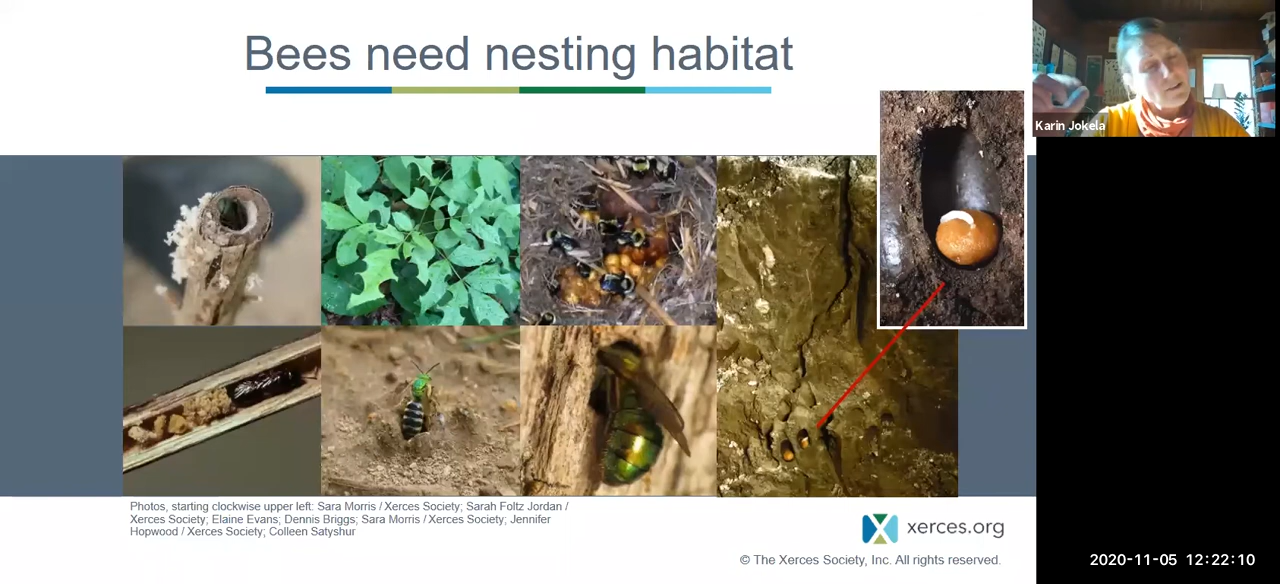 Bees need nesting habitat
Karin Jokela
Photos, starting clockwise upper left: Sara Morris / Xerces Society; Sarah Foltz Jordan /
Xerces Society; Elaine Evans; Dennis Briggs; Sara Morris / Xerces Society; Jennifer
Hopwood / Xerces Society; Colleen Satyshur
xerces.org
© The Xerces Society, Inc. All rights reserved.
2020-11-05 12:22:10